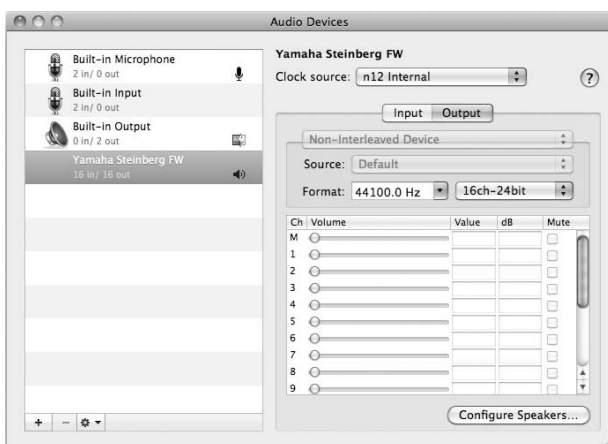 Audio Devices
Built-in Microphone
2 in/ 0 out
Built-in Input
2 in/ 0 out
Built-in Output
0 in/ 2 out
Yamaha Steinberg FW
16 in/ 16 out
+ −
Yamaha Steinberg FW
Clock source: n12 Internal
?
Input Output
Non-Interleaved Device
Source: Default
Format: 44100.0 Hz 16ch-24bit
Ch Volume Value dB Mute
M
1
2
3
4
5
6
7
8
9
Configure Speakers...